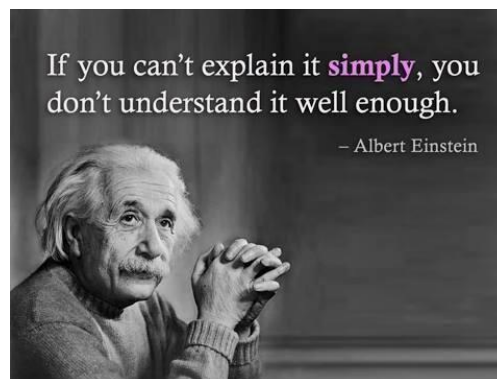 If you can’t explain it simply, you
don’t understand it well enough.
– Albert Einstein